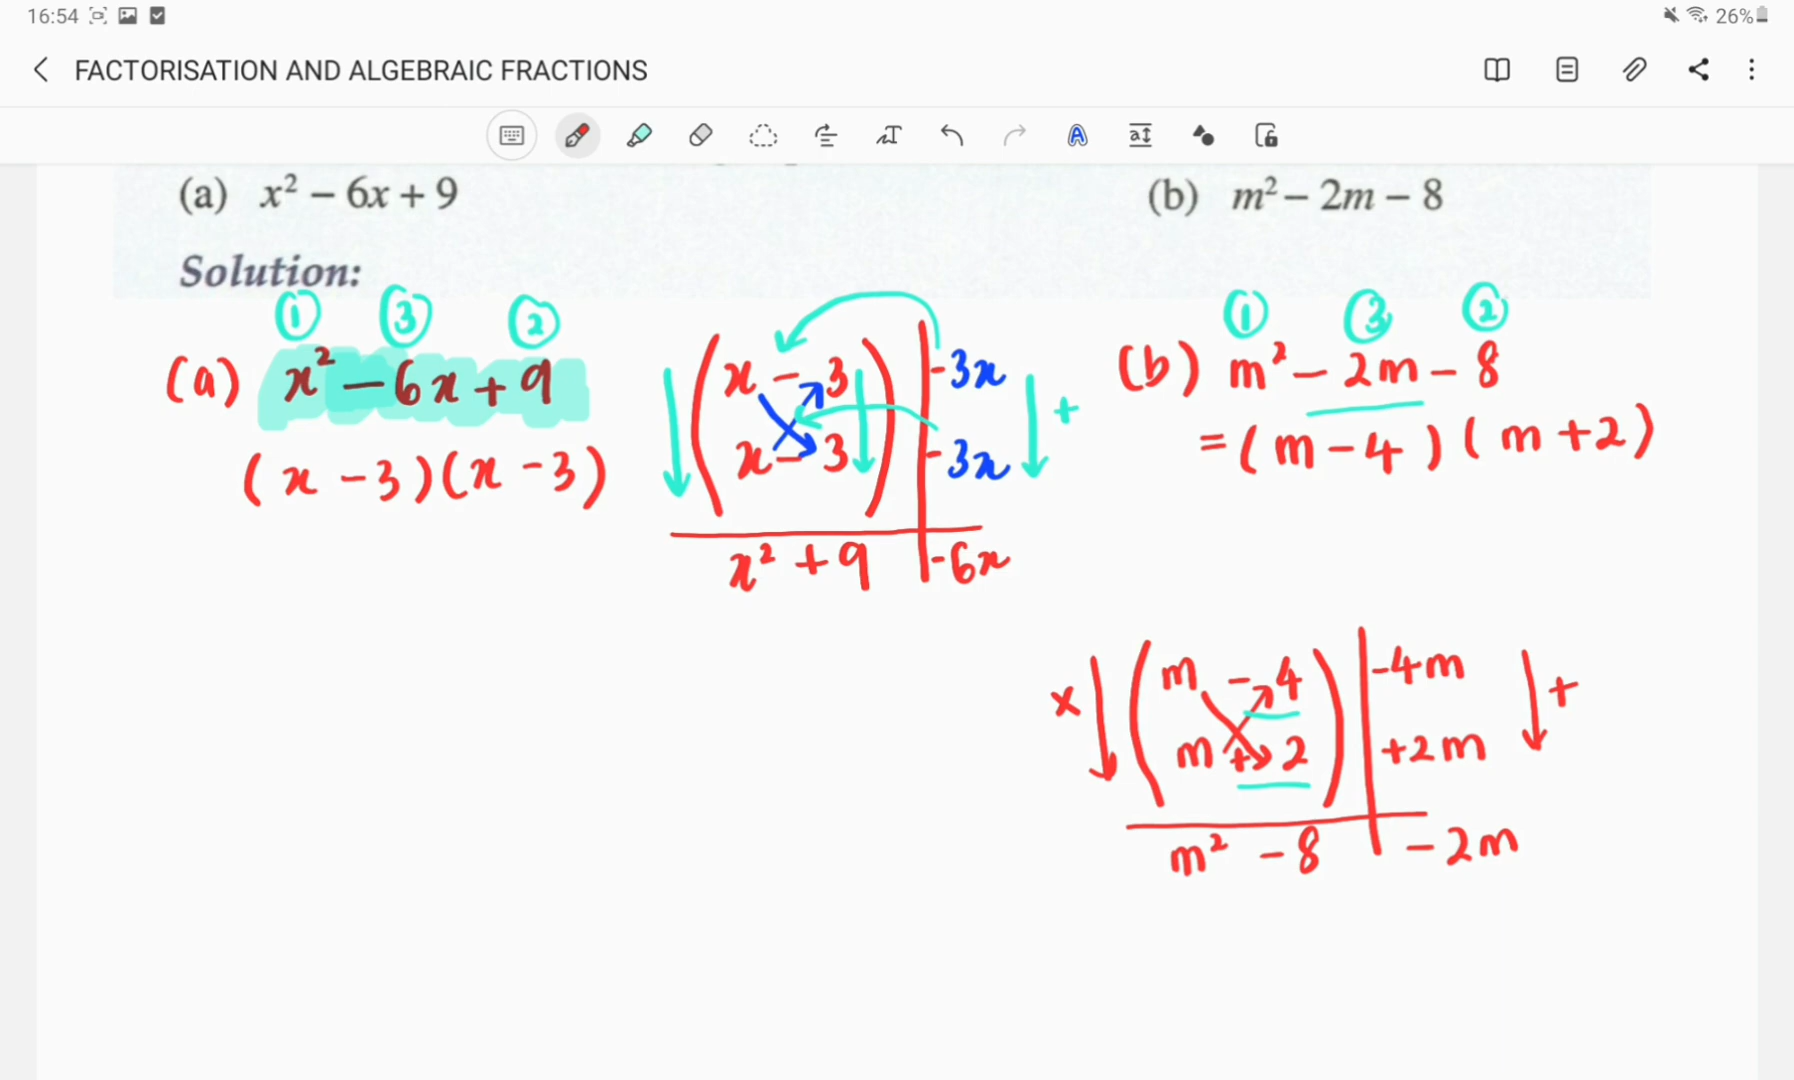 16:54
26%
FACTORISATION AND ALGEBRAIC FRACTIONS
(a) x² – 6x + 9
(b) m² – 2m – 8
Solution:
① ③ ②
(a) x² – 6x + 9
(x – 3)(x – 3)
x – 3 | -3x
x – 3 | -3x
+
x² + 9 | -6x
① ③ ②
(b) m² – 2m – 8
= (m – 4)(m + 2)
x
m – 4 | -4m
m + 2 | +2m
+
m² – 8 | – 2m